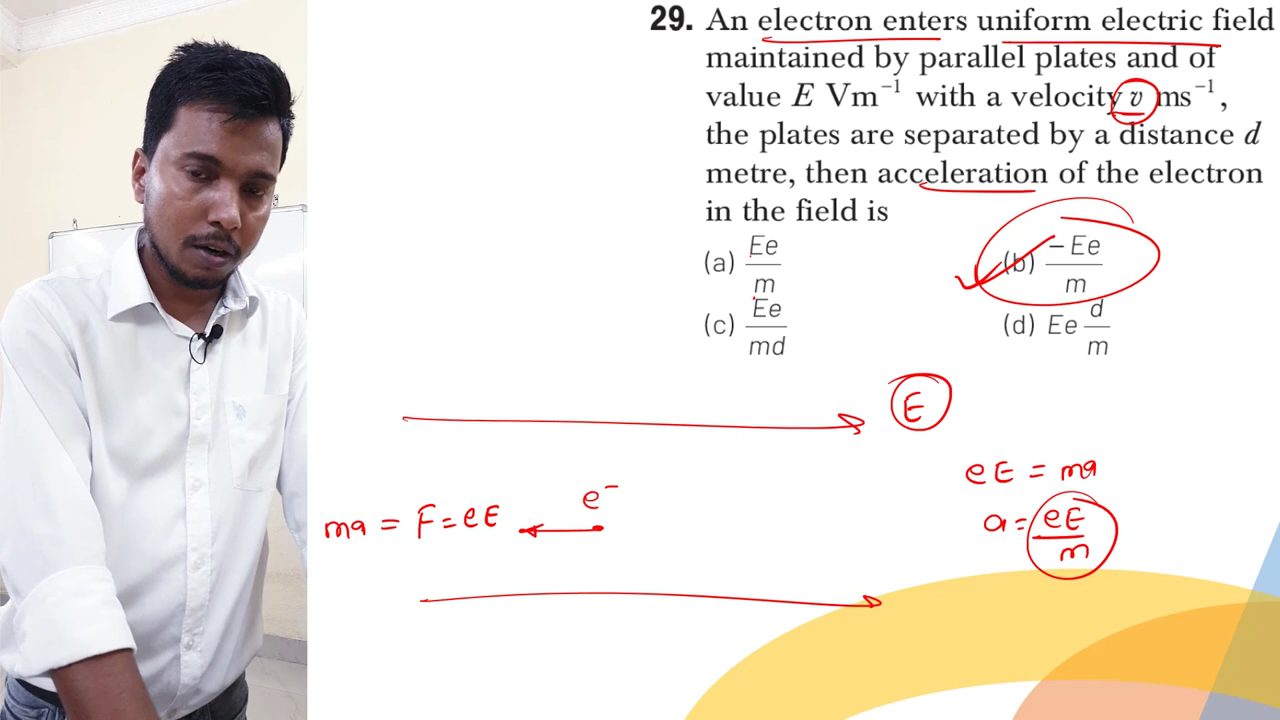 29. An electron enters uniform electric field
maintained by parallel plates and of
value E Vm⁻¹ with a velocity v ms⁻¹,
the plates are separated by a distance d
metre, then acceleration of the electron
in the field is
(a) Ee/m (b) −Ee/m
(c) Ee/md (d) Ee d/m
E
eE = ma
e⁻
ma = F = eE
a = eE/m